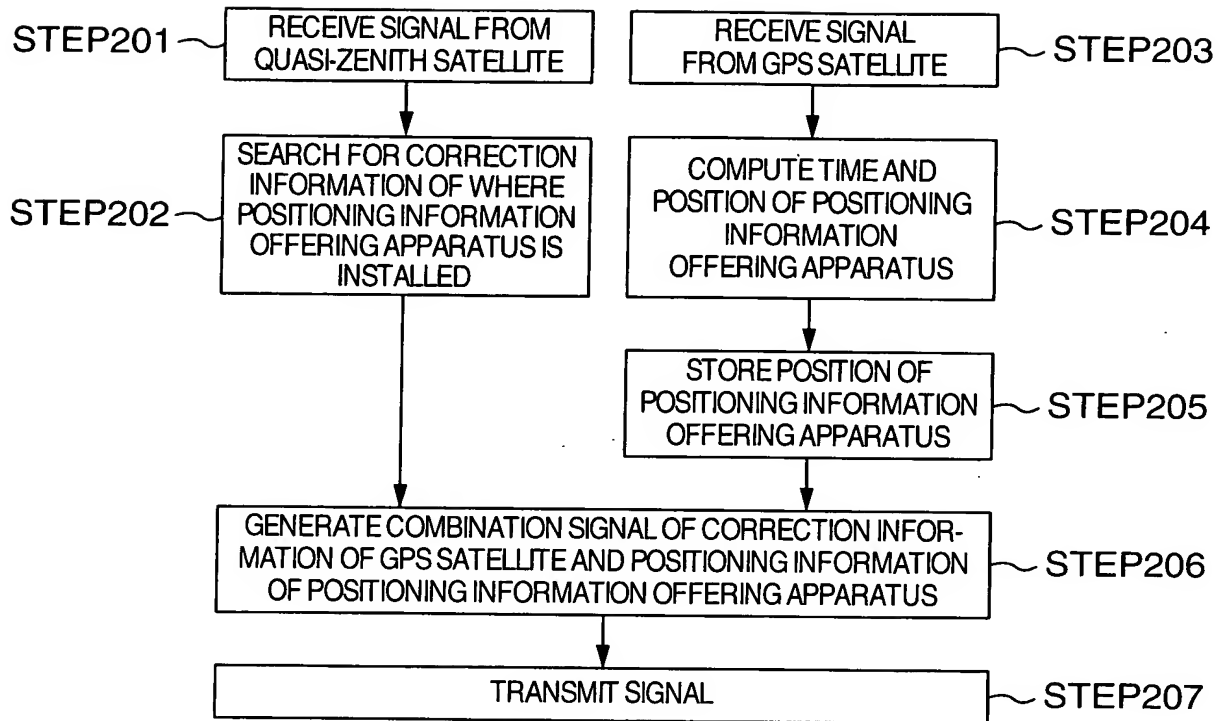 STEP201
RECEIVE SIGNAL FROM
QUASI-ZENITH SATELLITE
RECEIVE SIGNAL
FROM GPS SATELLITE
STEP203
STEP202
SEARCH FOR CORRECTION
INFORMATION OF WHERE
POSITIONING INFORMATION
OFFERING APPARATUS IS
INSTALLED
COMPUTE TIME AND
POSITION OF POSITIONING
INFORMATION
OFFERING APPARATUS
STEP204
STORE POSITION OF
POSITIONING INFORMATION
OFFERING APPARATUS
STEP205
GENERATE COMBINATION SIGNAL OF CORRECTION INFOR-
MATION OF GPS SATELLITE AND POSITIONING INFORMATION
OF POSITIONING INFORMATION OFFERING APPARATUS
STEP206
TRANSMIT SIGNAL
STEP207